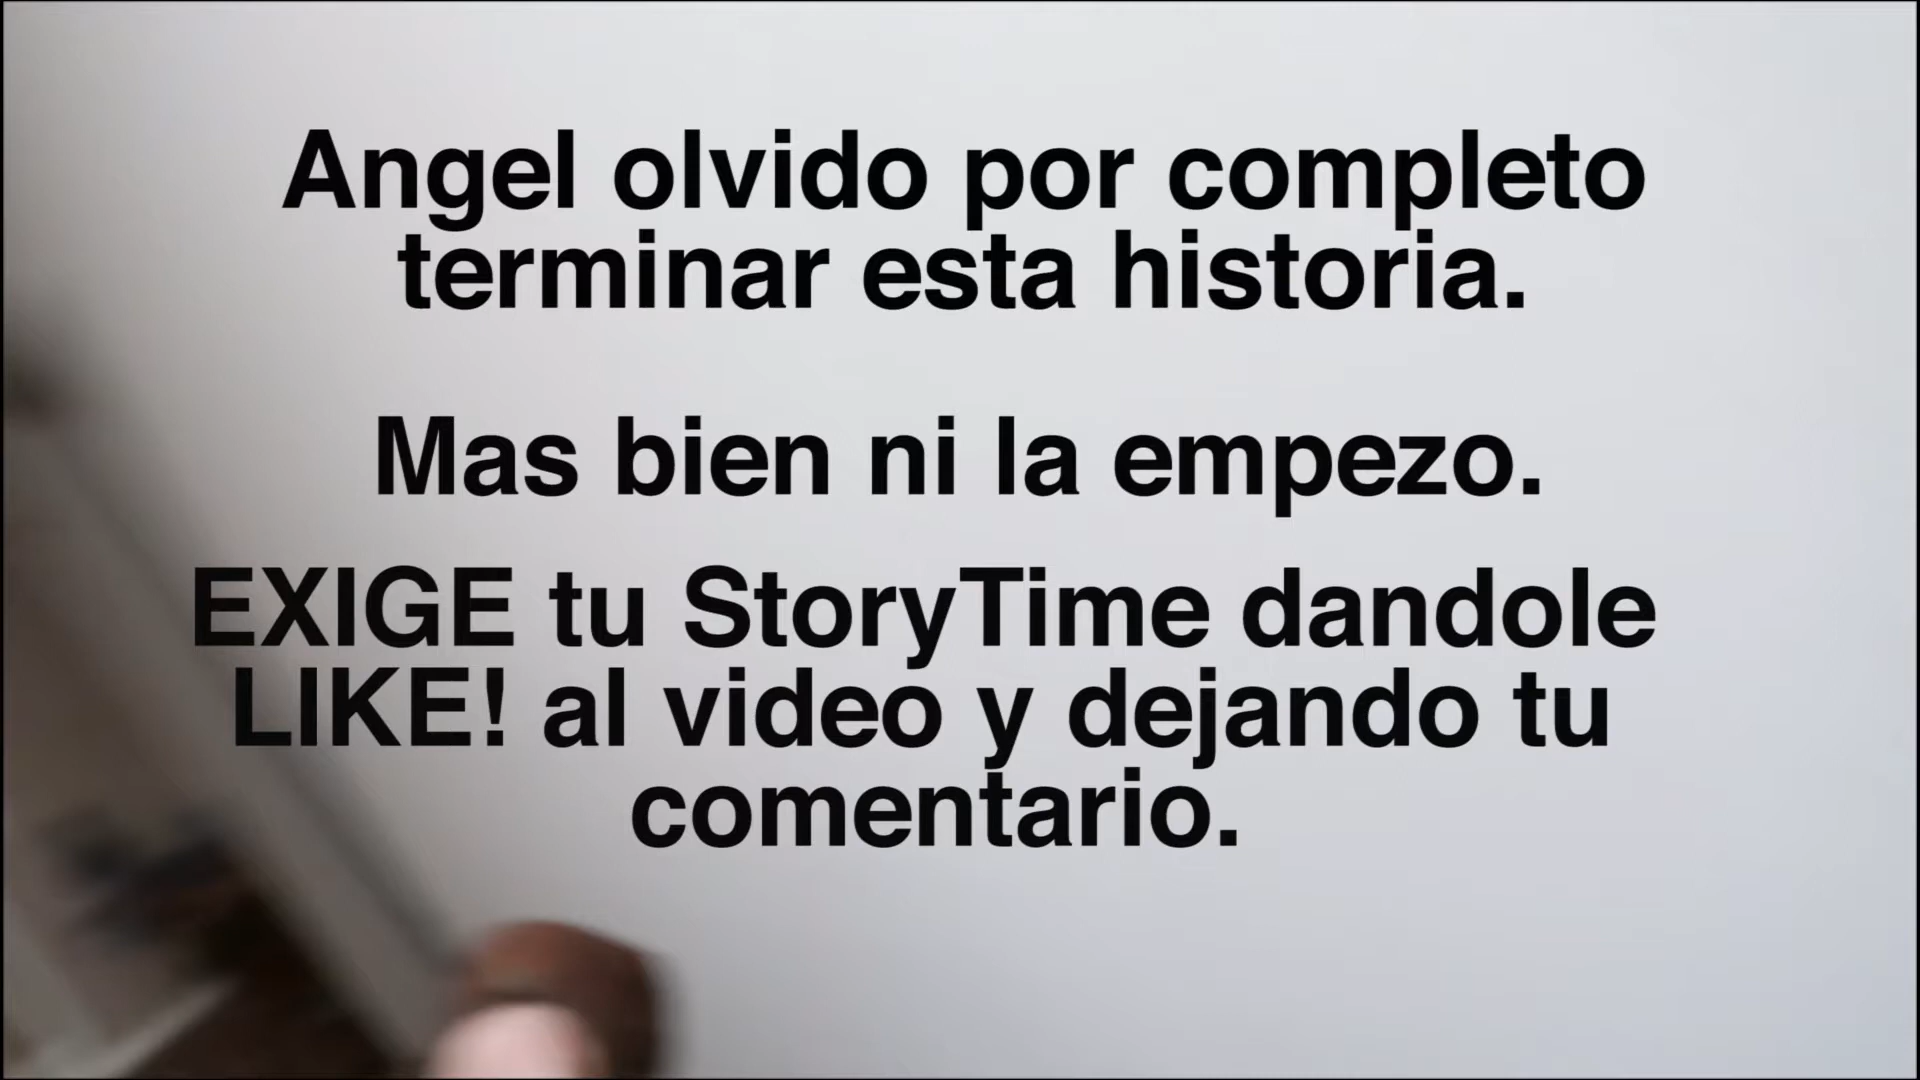 Angel olvido por completo
terminar esta historia.
Mas bien ni la empezo.
EXIGE tu StoryTime dandole
LIKE! al video y dejando tu
comentario.